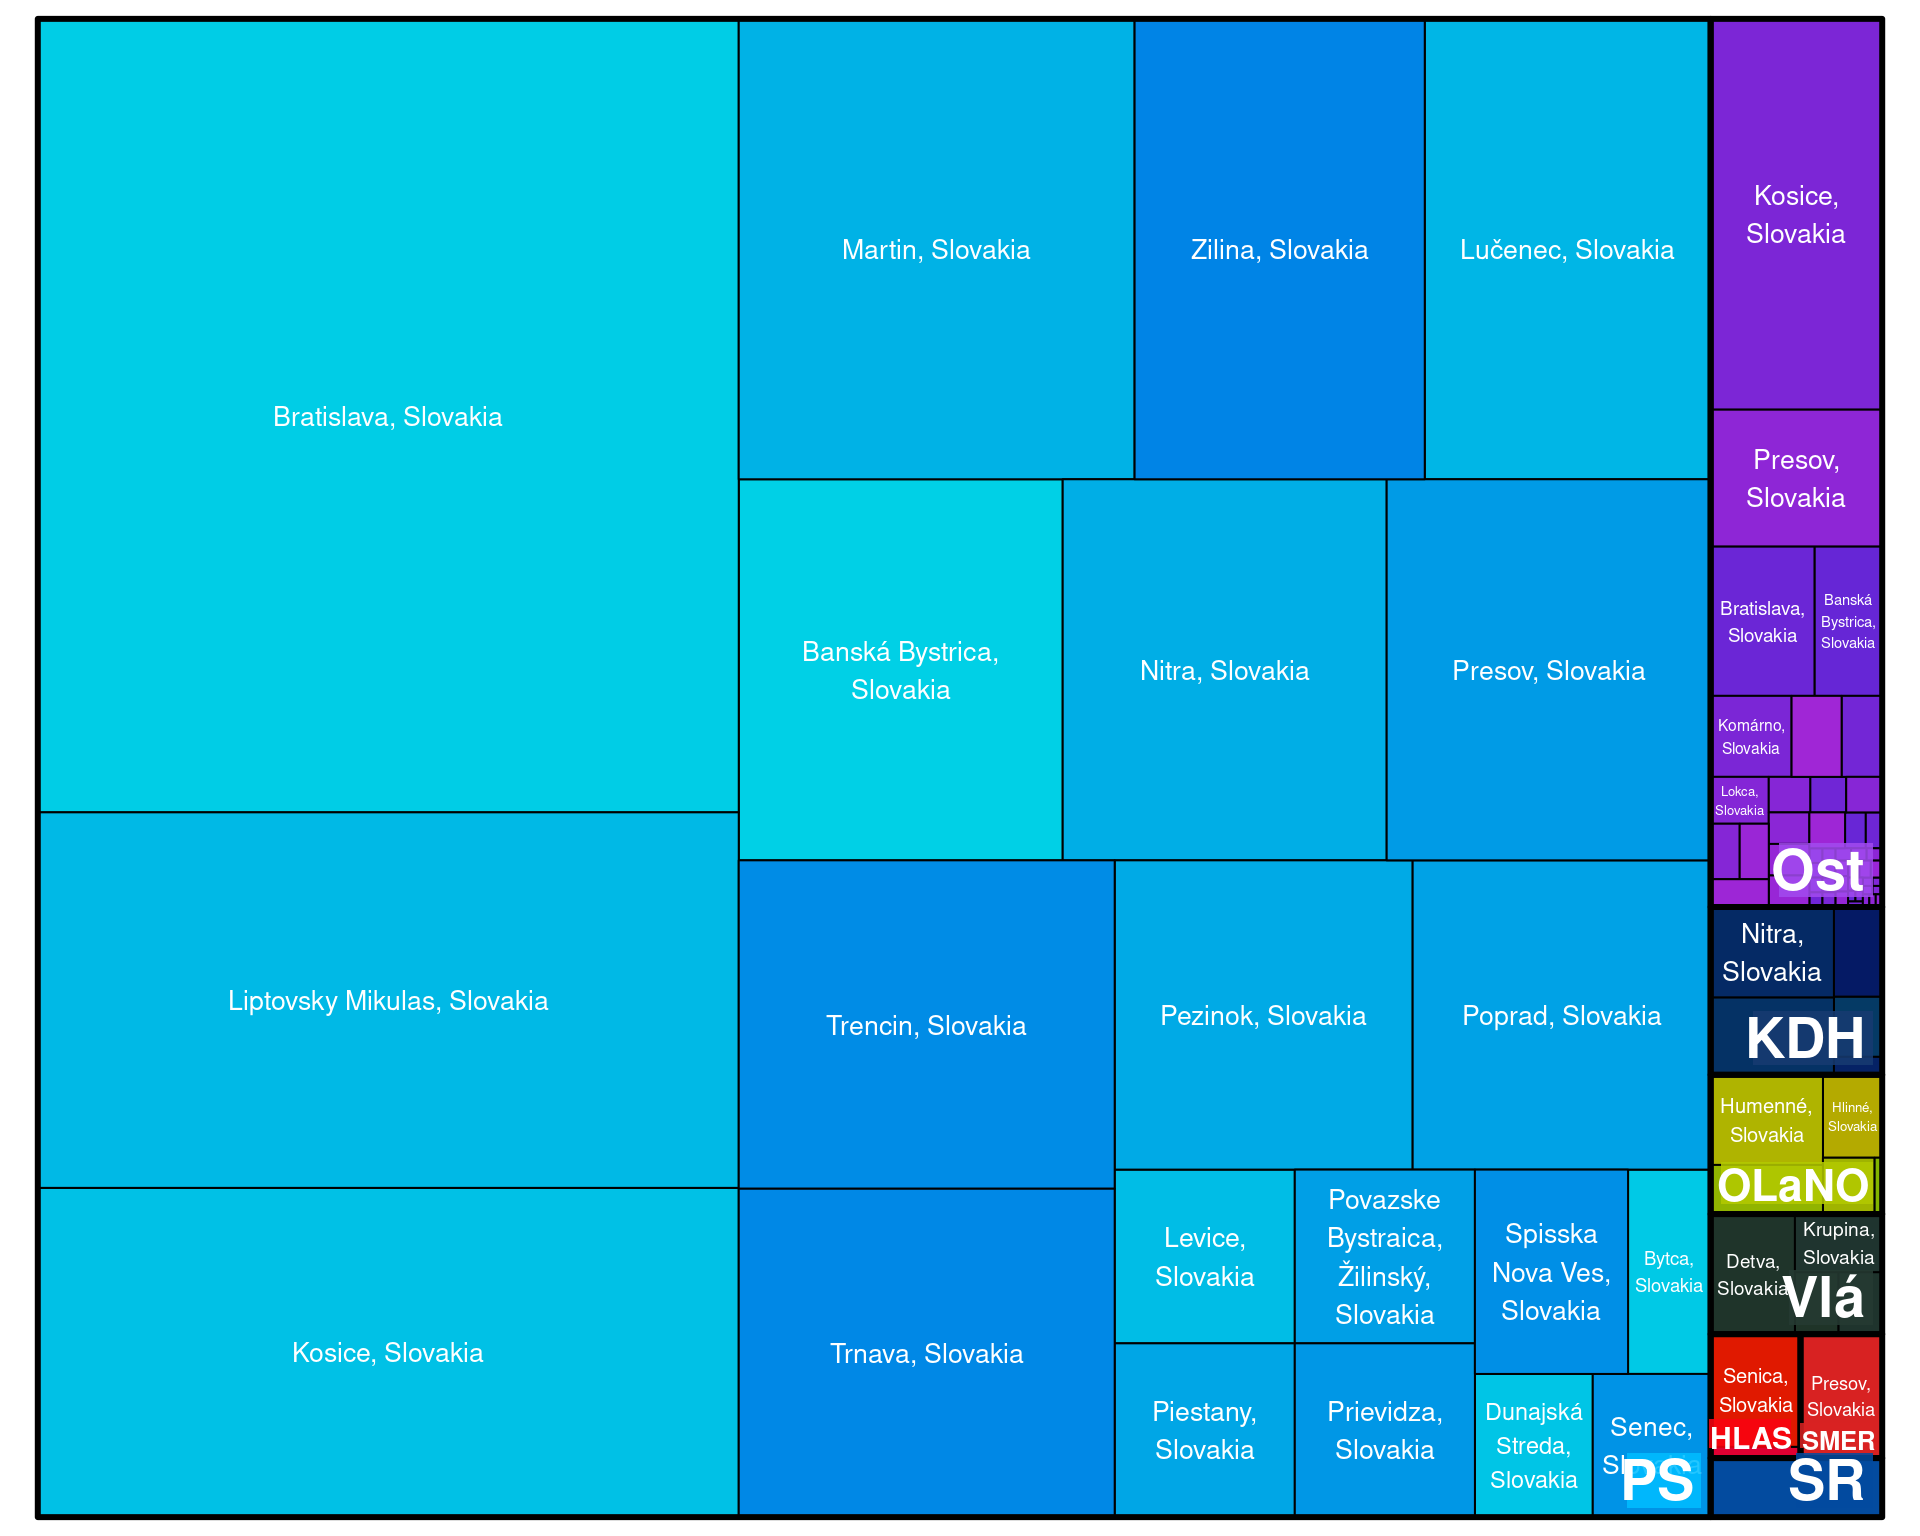 Bratislava, Slovakia
Liptovsky Mikulas, Slovakia
Kosice, Slovakia
Martin, Slovakia
Zilina, Slovakia
Lučenec, Slovakia
Banská Bystrica,
Slovakia
Nitra, Slovakia
Presov, Slovakia
Trencin, Slovakia
Trnava, Slovakia
Pezinok, Slovakia
Poprad, Slovakia
Levice,
Slovakia
Povazske
Bystraica,
Žilinský,
Slovakia
Spisska
Nova Ves,
Slovakia
Bytca,
Slovakia
Piestany,
Slovakia
Prievidza,
Slovakia
Dunajská
Streda,
Slovakia
Senec,
Slovakia
PS
Kosice,
Slovakia
Presov,
Slovakia
Bratislava,
Slovakia
Banská
Bystrica,
Slovakia
Komárno,
Slovakia
Lokca,
Slovakia
Ost
Nitra,
Slovakia
KDH
Humenné,
Slovakia
Hlinné,
Slovakia
OLaNO
Detva,
Slovakia
Krupina,
Slovakia
Vlá
Senica,
Slovakia
HLAS
Presov,
Slovakia
SMER
SR